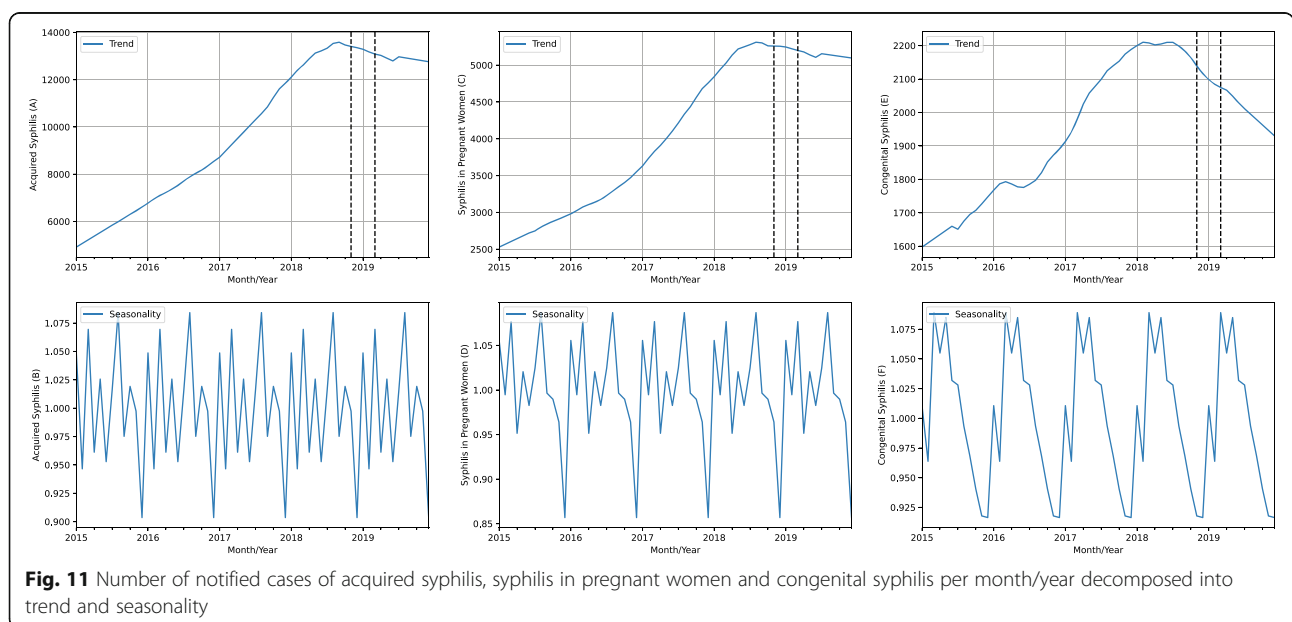 14000
12000
10000
8000
6000
Acquired Syphilis (A)
Trend
2015 2016 2017 2018 2019
Month/Year
5000
4500
4000
3500
3000
2500
Syphilis in Pregnant Women (C)
Trend
2015 2016 2017 2018 2019
Month/Year
2200
2100
2000
1900
1800
1700
1600
Congenital Syphilis (E)
Trend
2015 2016 2017 2018 2019
Month/Year
1.075
1.050
1.025
1.000
0.975
0.950
0.925
0.900
Acquired Syphilis (B)
Seasonality
2015 2016 2017 2018 2019
Month/Year
1.05
1.00
0.95
0.90
0.85
Syphilis in Pregnant Women (D)
Seasonality
2015 2016 2017 2018 2019
Month/Year
1.075
1.050
1.025
1.000
0.975
0.950
0.925
Congenital Syphilis (F)
Seasonality
2015 2016 2017 2018 2019
Month/Year
Fig. 11 Number of notified cases of acquired syphilis, syphilis in pregnant women and congenital syphilis per month/year decomposed into
trend and seasonality